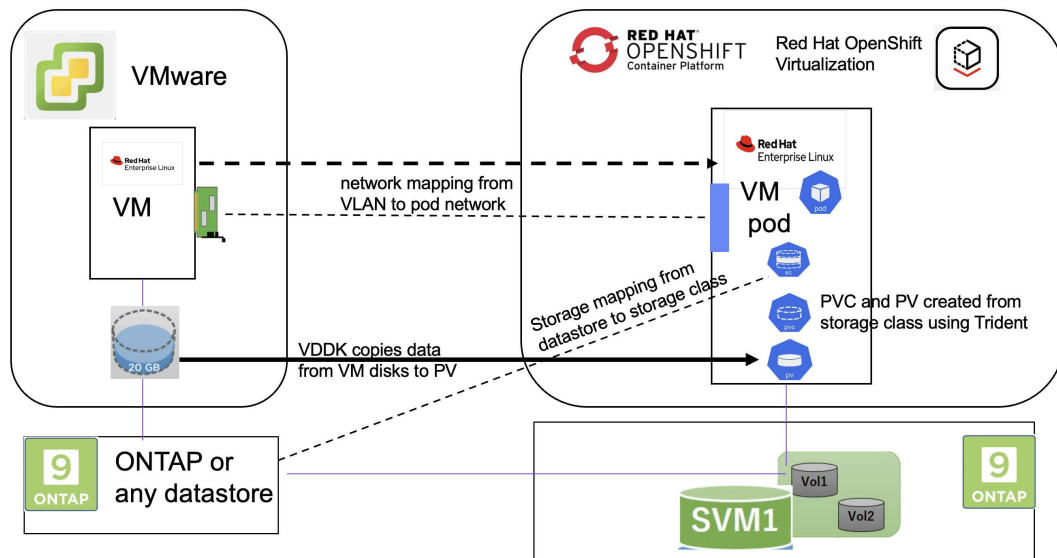 VMware
RED HAT®
OPENSHIFT
Container Platform
Red Hat OpenShift
Virtualization
Red Hat
Enterprise Linux
VM
network mapping from
VLAN to pod network
Red Hat
Enterprise Linux
VM
pod
pod
Storage mapping from
datastore to storage class
sc
pvc
PVC and PV created from
storage class using Trident
20 GB
VDDK copies data
from VM disks to PV
pv
9
ONTAP
ONTAP or
any datastore
SVM1
Vol1
Vol2
9
ONTAP